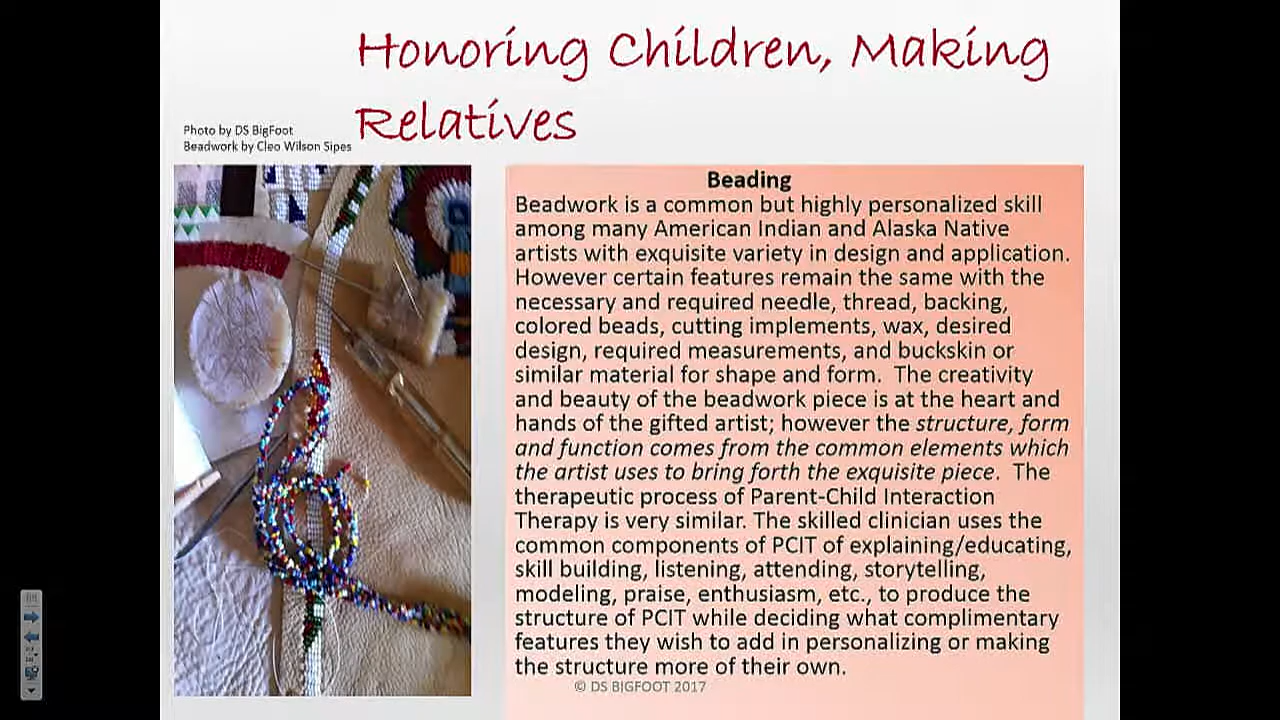 Honoring Children, Making
Relatives
Photo by DS BigFoot
Beadwork by Cleo Wilson Sipes
Beading
Beadwork is a common but highly personalized skill
among many American Indian and Alaska Native
artists with exquisite variety in design and application.
However certain features remain the same with the
necessary and required needle, thread, backing,
colored beads, cutting implements, wax, desired
design, required measurements, and buckskin or
similar material for shape and form.  The creativity
and beauty of the beadwork piece is at the heart and
hands of the gifted artist; however the structure, form
and function comes from the common elements which
the artist uses to bring forth the exquisite piece.  The
therapeutic process of Parent-Child Interaction
Therapy is very similar. The skilled clinician uses the
common components of PCIT of explaining/educating,
skill building, listening, attending, storytelling,
modeling, praise, enthusiasm, etc., to produce the
structure of PCIT while deciding what complimentary
features they wish to add in personalizing or making
the structure more of their own.
© DS BIGFOOT 2017